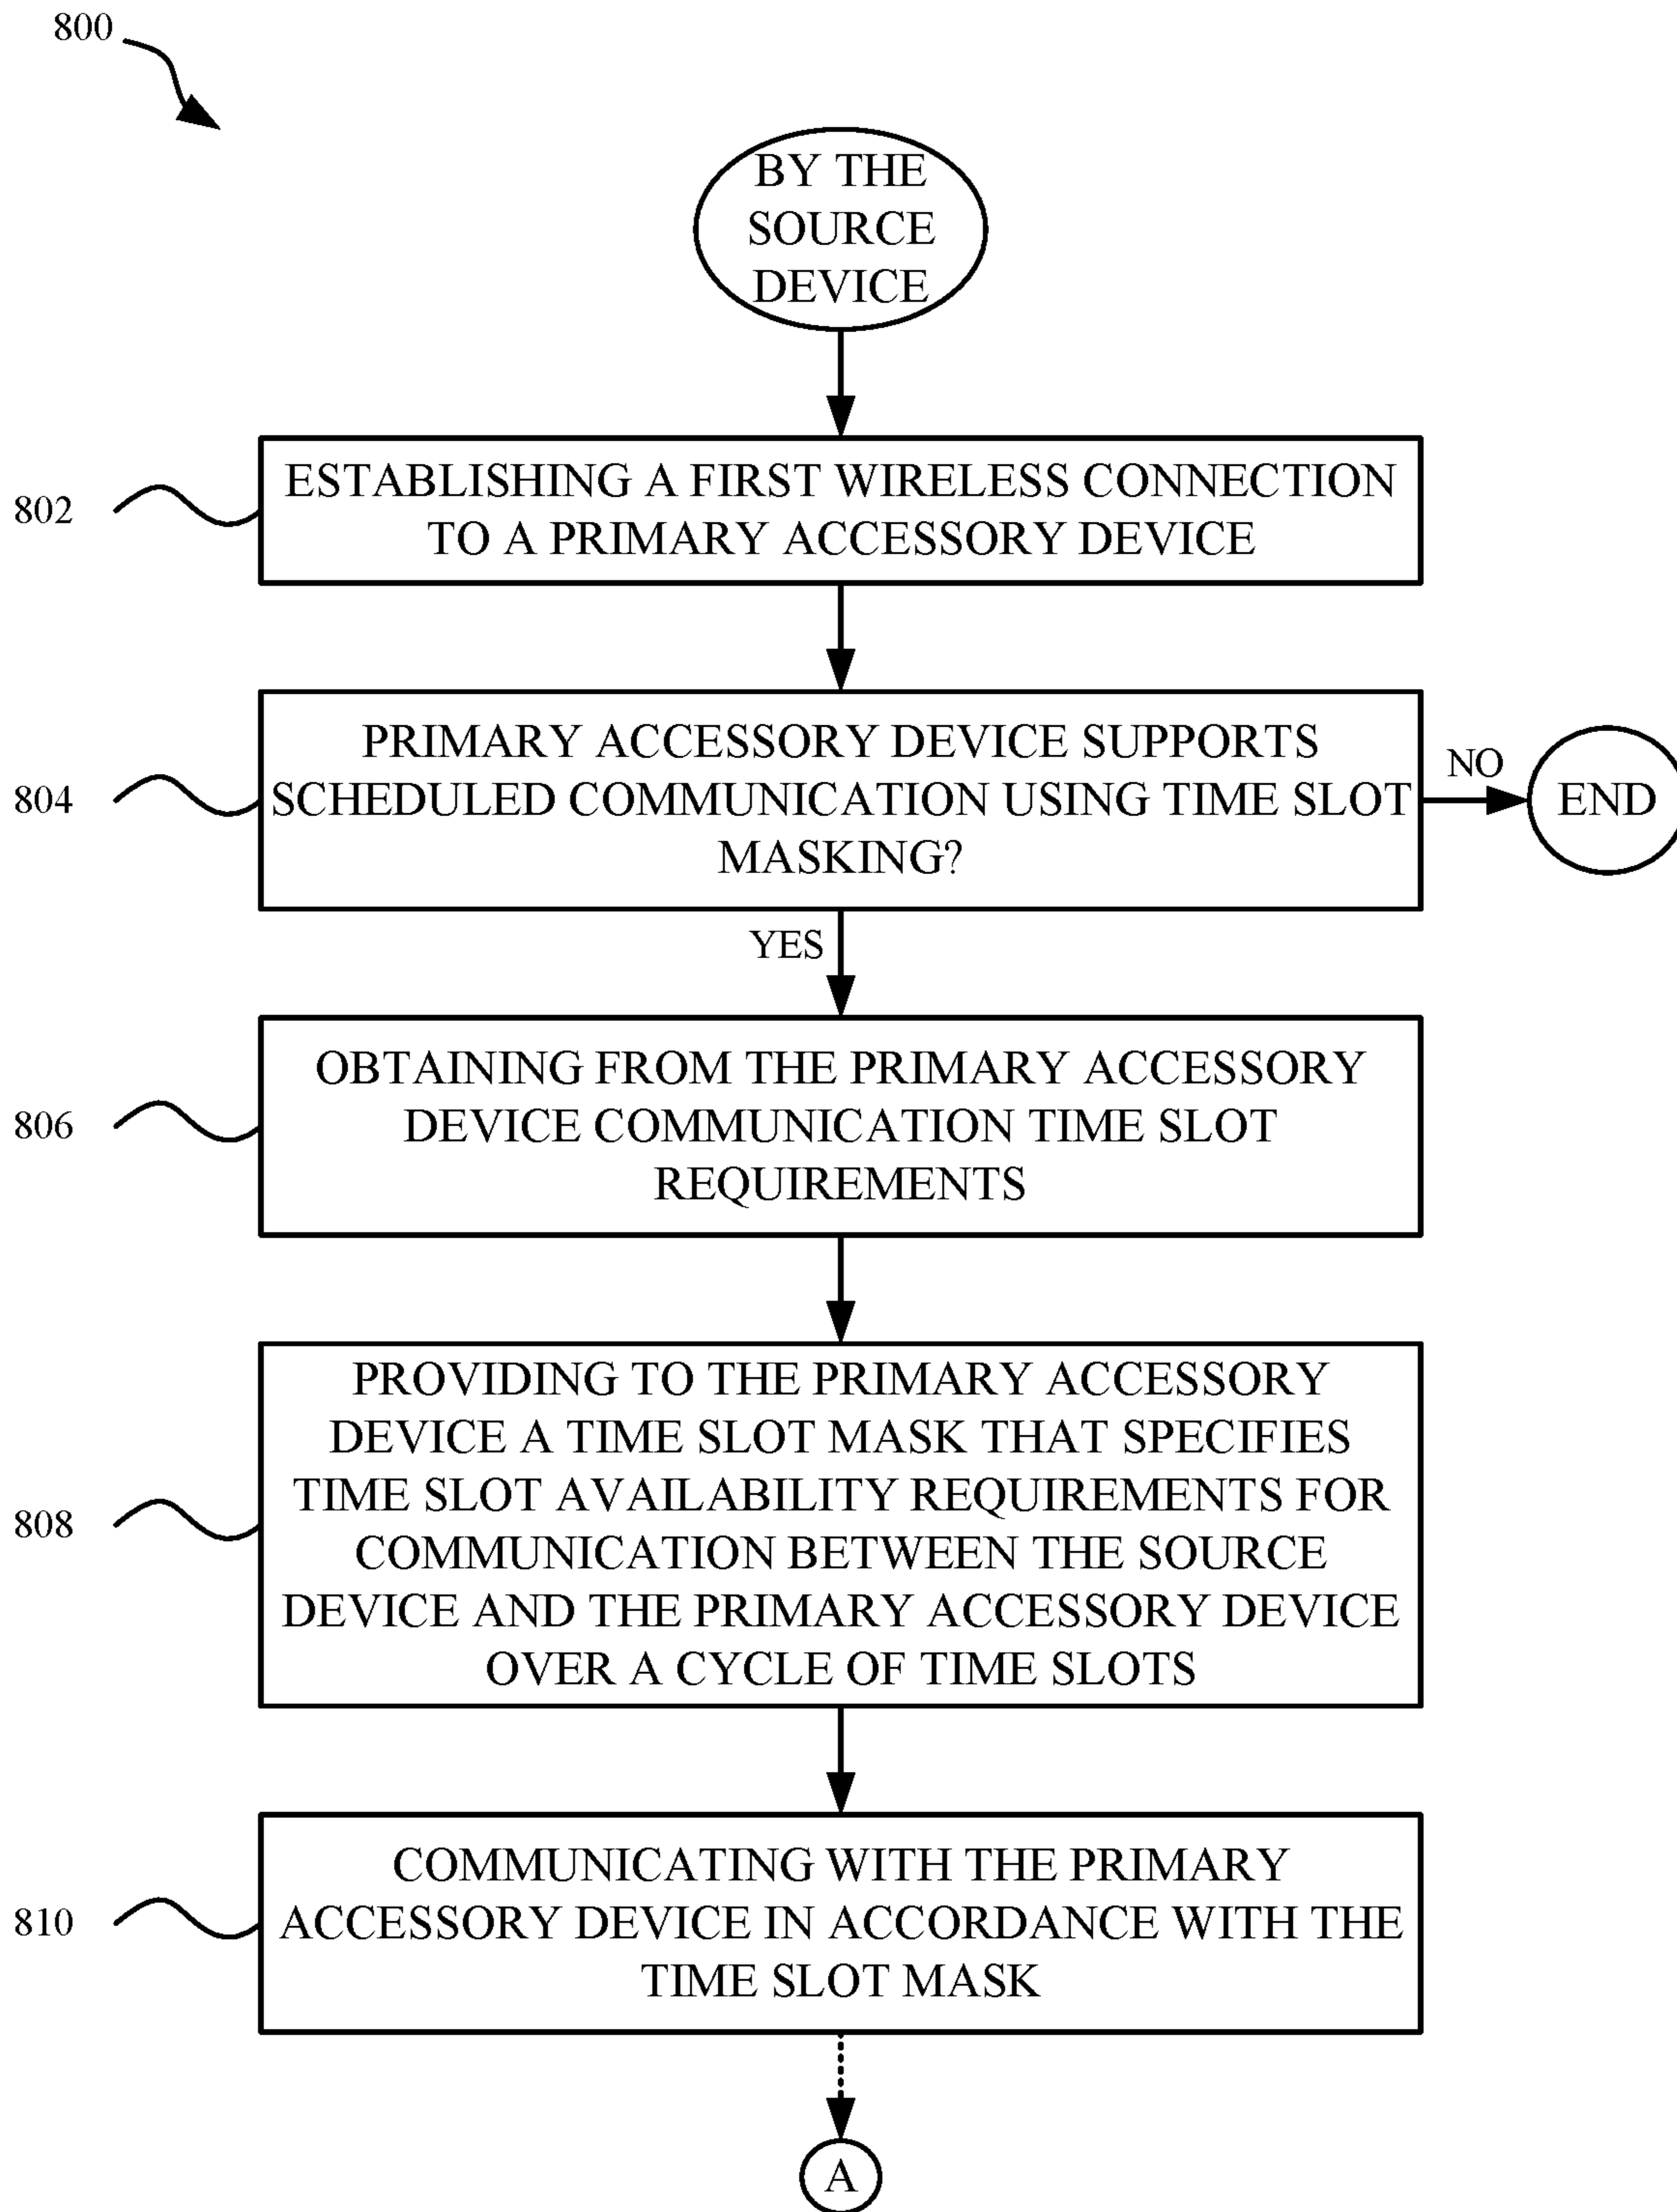 800
BY THE
SOURCE
DEVICE
802
ESTABLISHING A FIRST WIRELESS CONNECTION
TO A PRIMARY ACCESSORY DEVICE
804
PRIMARY ACCESSORY DEVICE SUPPORTS
SCHEDULED COMMUNICATION USING TIME SLOT
MASKING?
NO
END
YES
806
OBTAINING FROM THE PRIMARY ACCESSORY
DEVICE COMMUNICATION TIME SLOT
REQUIREMENTS
808
PROVIDING TO THE PRIMARY ACCESSORY
DEVICE A TIME SLOT MASK THAT SPECIFIES
TIME SLOT AVAILABILITY REQUIREMENTS FOR
COMMUNICATION BETWEEN THE SOURCE
DEVICE AND THE PRIMARY ACCESSORY DEVICE
OVER A CYCLE OF TIME SLOTS
810
COMMUNICATING WITH THE PRIMARY
ACCESSORY DEVICE IN ACCORDANCE WITH THE
TIME SLOT MASK
A